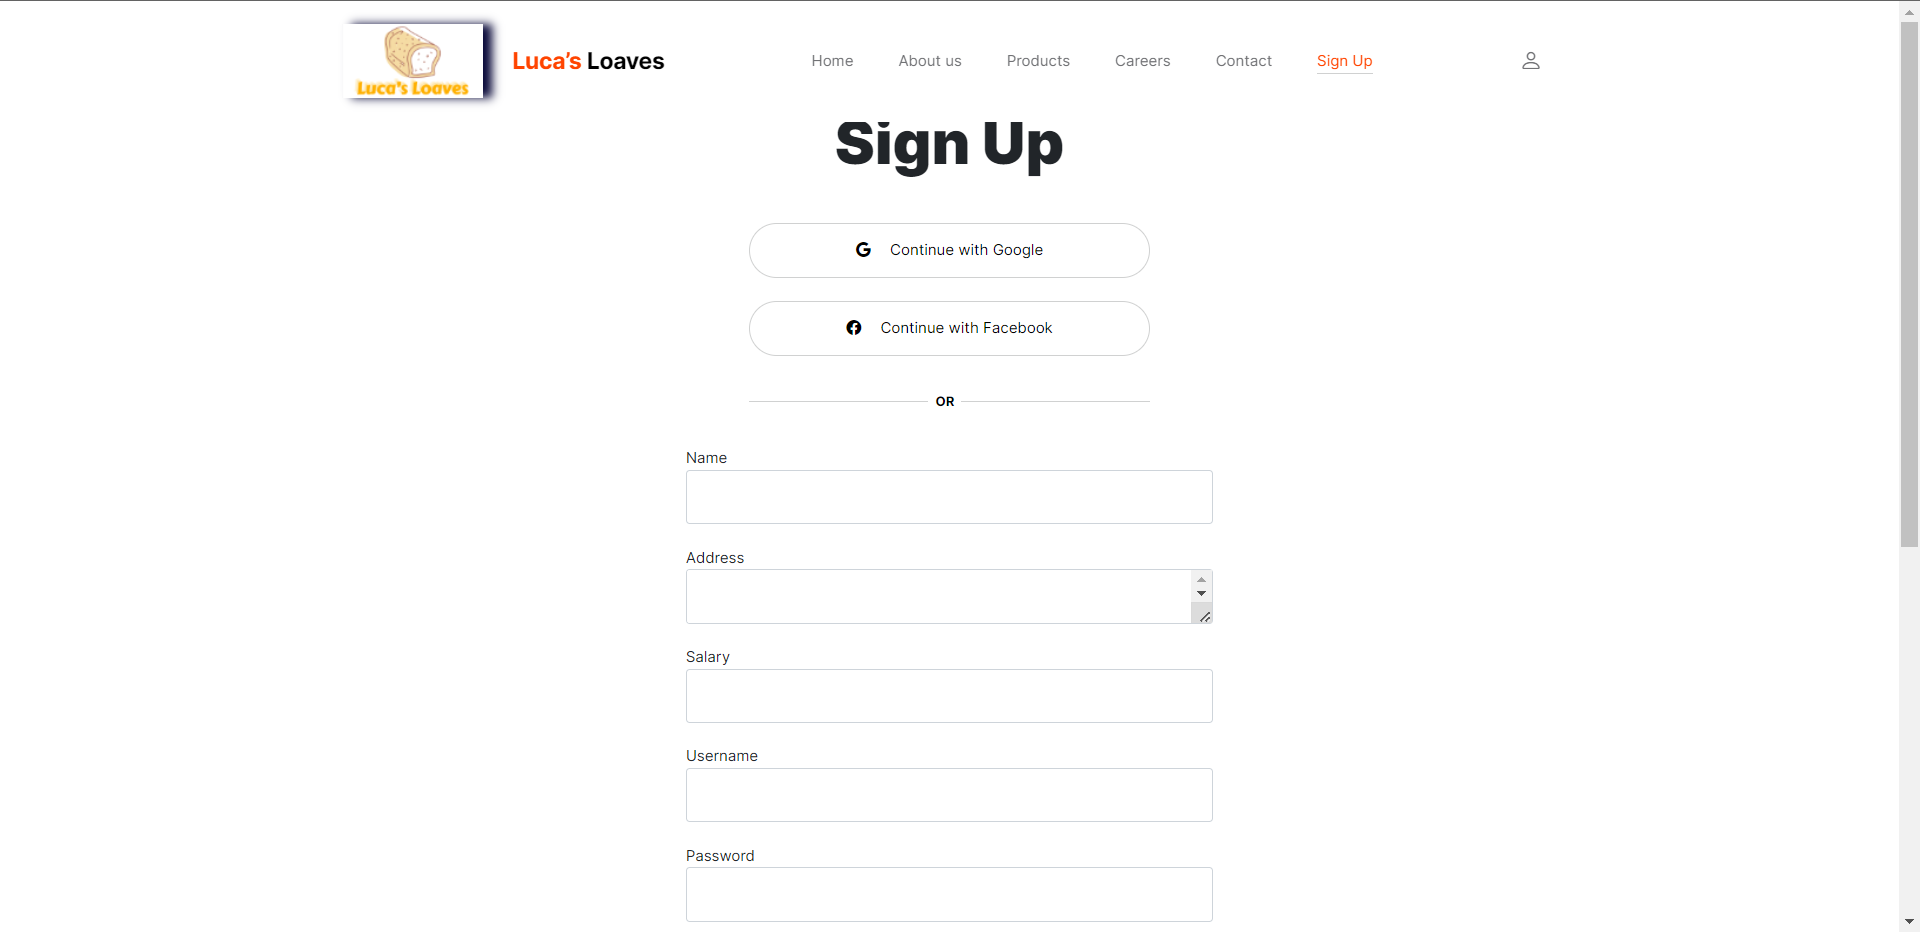 Luca's Loaves
Luca's Loaves
Home
About us
Products
Careers
Contact
Sign Up
Sign Up
Continue with Google
Continue with Facebook
OR
Name
Address
Salary
Username
Password